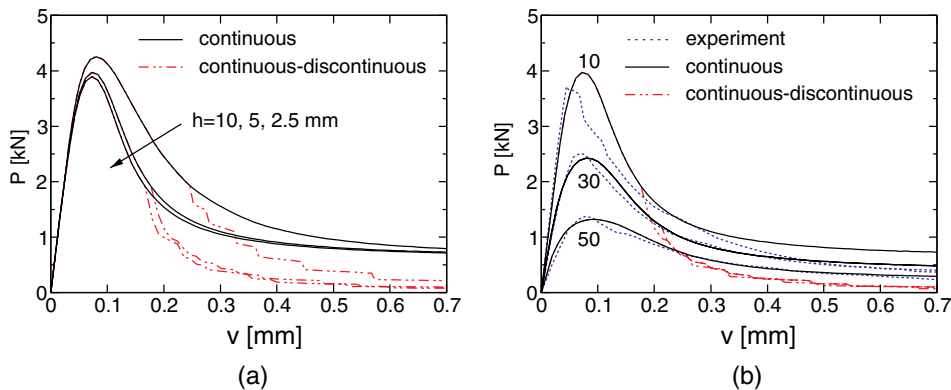 5
4
3
2
1
0
P [kN]
continuous
continuous-discontinuous
h=10, 5, 2.5 mm
0 0.1 0.2 0.3 0.4 0.5 0.6 0.7
v [mm]
(a)
5
4
3
2
1
0
P [kN]
experiment
continuous
continuous-discontinuous
10
30
50
0 0.1 0.2 0.3 0.4 0.5 0.6 0.7
v [mm]
(b)